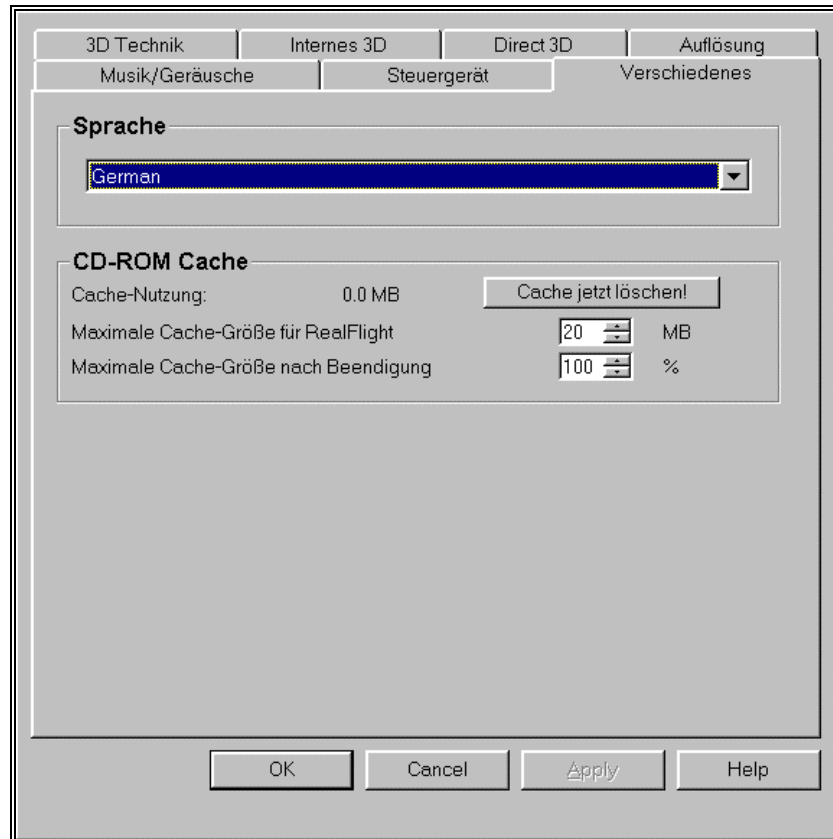 3D Technik Internes 3D Direct 3D Auflösung
Musik/Geräusche Steuergerät Verschiedenes
Sprache
German
CD-ROM Cache
Cache-Nutzung: 0.0 MB Cache jetzt löschen!
Maximale Cache-Größe für RealFlight 20 MB
Maximale Cache-Größe nach Beendigung 100 %
OK Cancel Apply Help